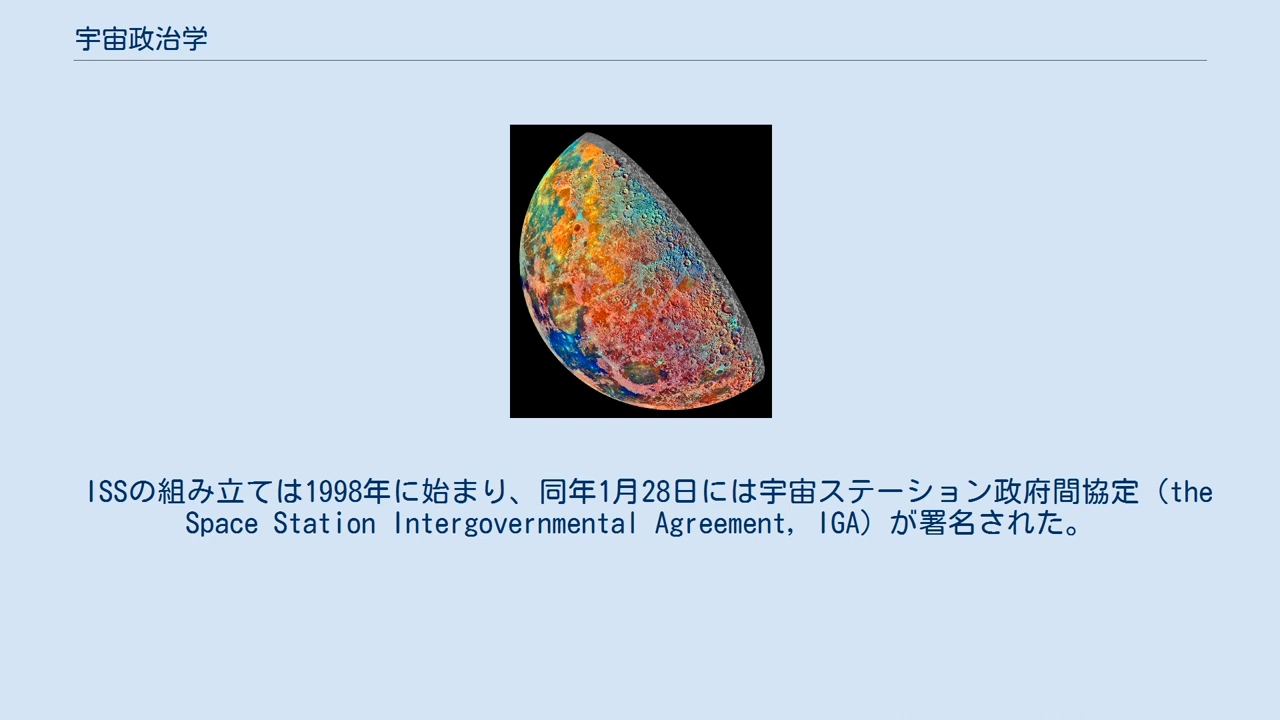 宇宙政治学
ISSの組み立ては1998年に始まり、同年1月28日には宇宙ステーション政府間協定（the
Space Station Intergovernmental Agreement, IGA）が署名された。